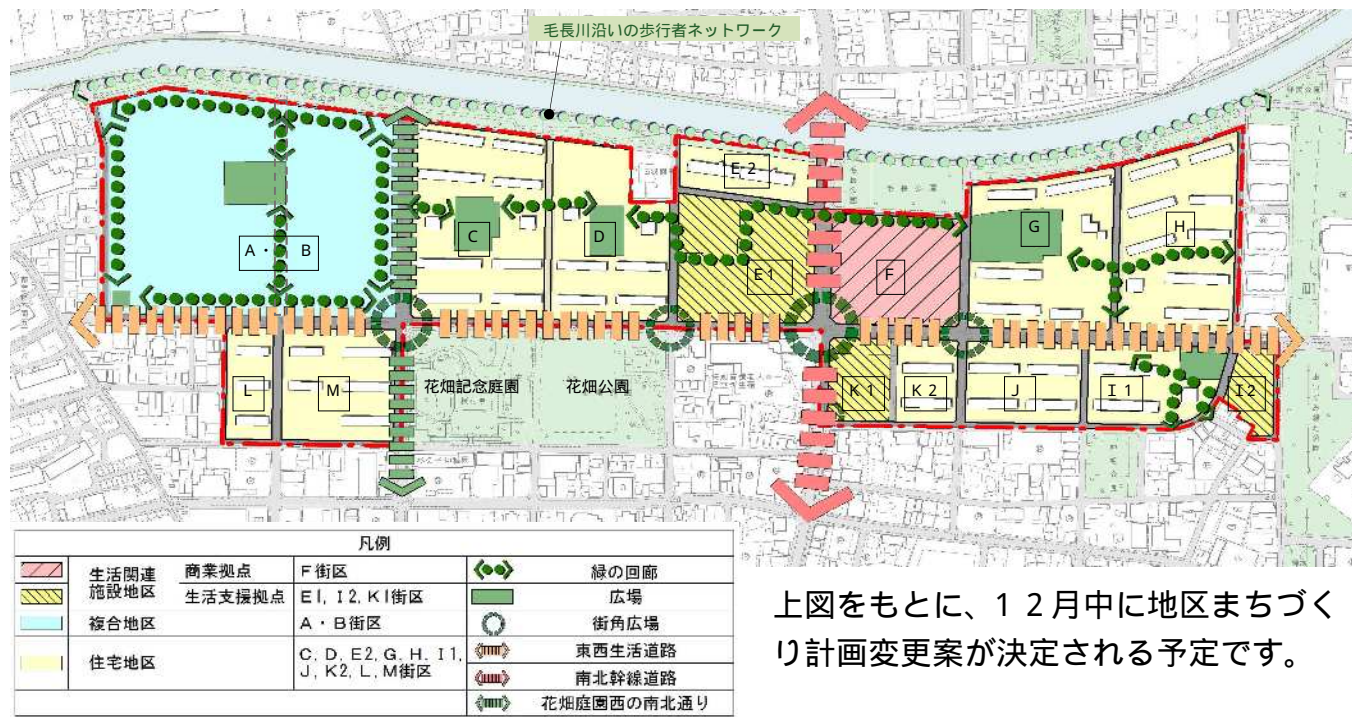 毛長川沿いの歩行者ネットワーク
E 2
A・ B
C
D
E 1
F
G
H
L
M
花畑記念庭園
花畑公園
K 1
K 2
J
I 1
I 2
凡例
生活関連施設地区
商業拠点
F街区
生活支援拠点
E1, I2, K1街区
複合地区
A・B街区
住宅地区
C, D, E2, G, H, I1,
J, K2, L, M街区
緑の回廊
広場
街角広場
東西生活道路
南北幹線道路
花畑庭園西の南北通り
上図をもとに、１２月中に地区まちづく
り計画変更案が決定される予定です。